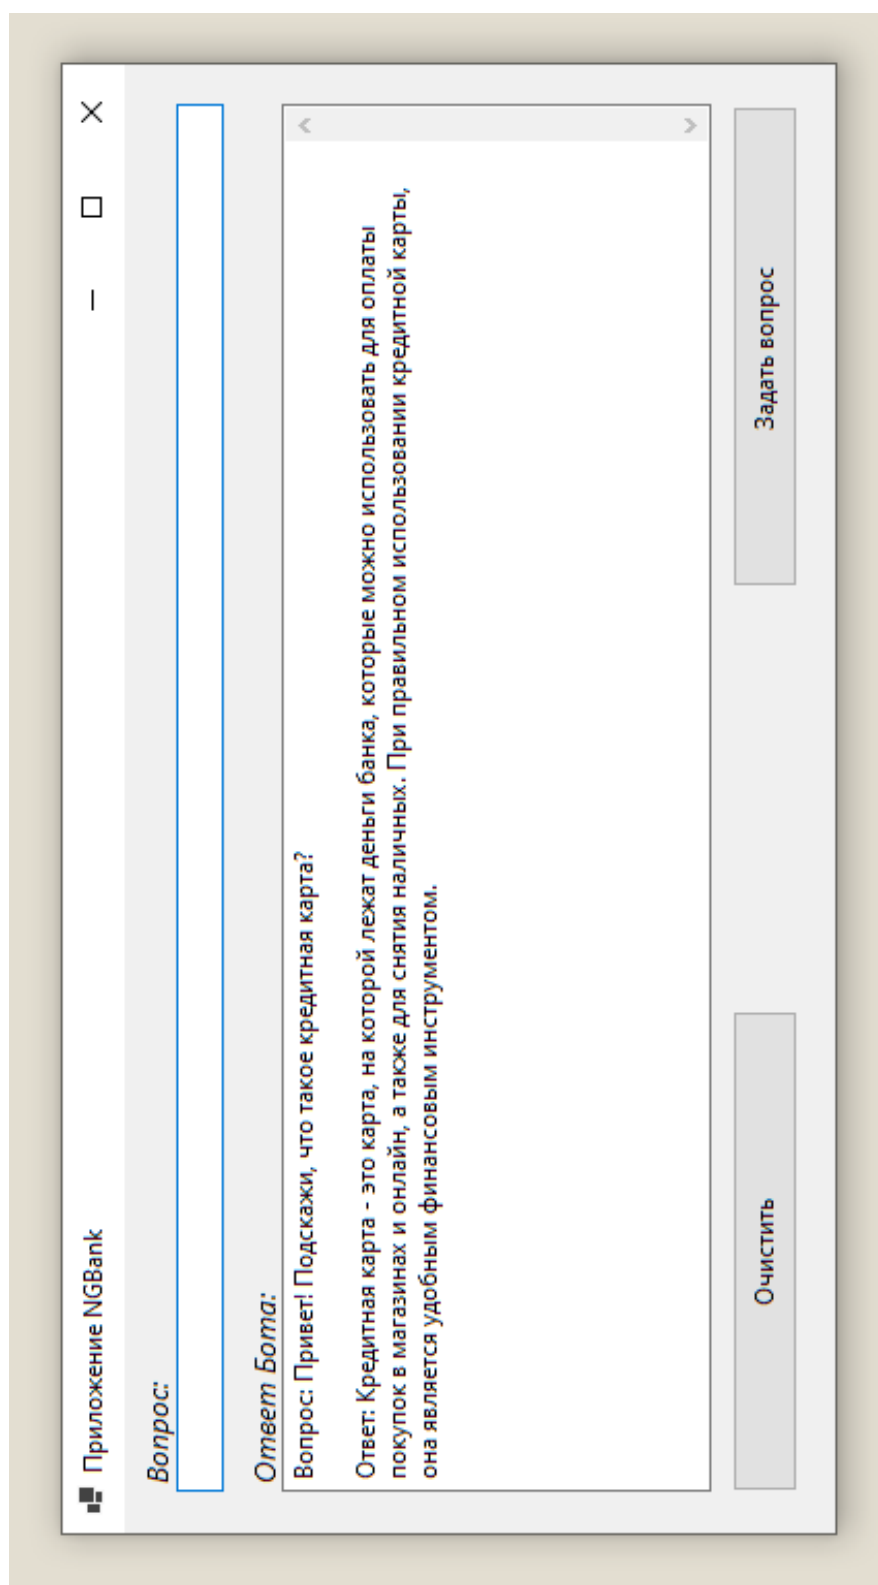 Приложение NGBank
Вопрос:
Ответ Бота:
Вопрос: Привет! Подскажи, что такое кредитная карта?
Ответ: Кредитная карта - это карта, на которой лежат деньги банка, которые можно использовать для оплаты
покупок в магазинах и онлайн, а также для снятия наличных. При правильном использовании кредитной карты,
она является удобным финансовым инструментом.
Очистить
Задать вопрос